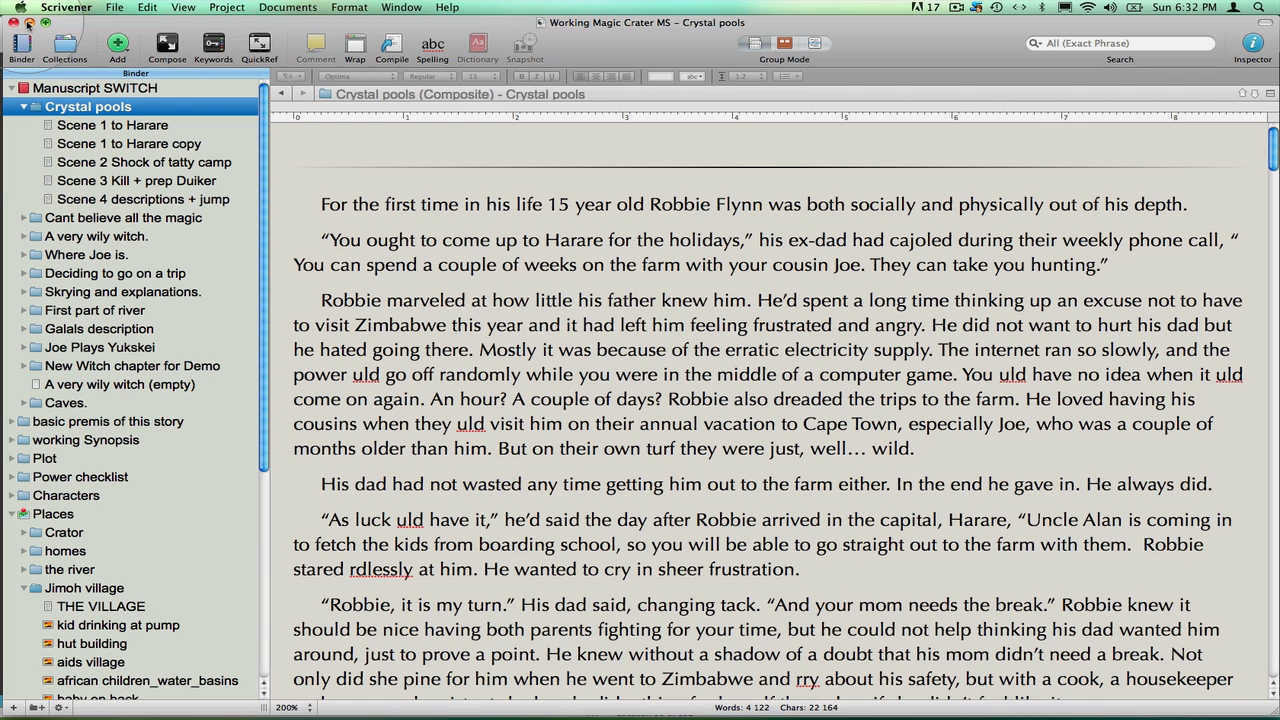 Scrivener File Edit View Project Documents Format Window Help 17 Sun 6:32 PM
Working Magic Crater MS - Crystal pools
All (Exact Phrase)
Binder Collections Add Compose Keywords QuickRef Comment Wrap Compile Spelling Dictionary Snapshot Group Mode Search Inspector
abc
Az
Binder
Optima Regular 13 B I U abc 1.2
Crystal pools (Composite) - Crystal pools
0 1 2 3 4 5 6 7 8
Manuscript SWITCH
Crystal pools
Scene 1 to Harare
Scene 1 to Harare copy
Scene 2 Shock of tatty camp
Scene 3 Kill + prep Duiker
Scene 4 descriptions + jump
Cant believe all the magic
A very wily witch.
Where Joe is.
Deciding to go on a trip
Skrying and explanations.
First part of river
Galals description
Joe Plays Yukskei
New Witch chapter for Demo
A very wily witch (empty)
Caves.
basic premis of this story
working Synopsis
Plot
Power checklist
Characters
Places
Crator
homes
the river
Jimoh village
THE VILLAGE
kid drinking at pump
hut building
aids village
african children_water_basins
baby on back
For the first time in his life 15 year old Robbie Flynn was both socially and physically out of his depth.
“You ought to come up to Harare for the holidays,” his ex-dad had cajoled during their weekly phone call, “
You can spend a couple of weeks on the farm with your cousin Joe. They can take you hunting.”
Robbie marveled at how little his father knew him. He’d spent a long time thinking up an excuse not to have
to visit Zimbabwe this year and it had left him feeling frustrated and angry. He did not want to hurt his dad but
he hated going there. Mostly it was because of the erratic electricity supply. The internet ran so slowly, and the
power uld go off randomly while you were in the middle of a computer game. You uld have no idea when it uld
come on again. An hour? A couple of days? Robbie also dreaded the trips to the farm. He loved having his
cousins when they uld visit him on their annual vacation to Cape Town, especially Joe, who was a couple of
months older than him. But on their own turf they were just, well… wild.
His dad had not wasted any time getting him out to the farm either. In the end he gave in. He always did.
“As luck uld have it,” he’d said the day after Robbie arrived in the capital, Harare, “Uncle Alan is coming in
to fetch the kids from boarding school, so you will be able to go straight out to the farm with them.  Robbie
stared rdlessly at him. He wanted to cry in sheer frustration.
“Robbie, it is my turn.” His dad said, changing tack. “And your mom needs the break.” Robbie knew it
should be nice having both parents fighting for your time, but he could not help thinking his dad wanted him
around, just to prove a point. He knew without a shadow of a doubt that his mom didn’t need a break. Not
only did she pine for him when he went to Zimbabwe and rry about his safety, but with a cook, a housekeeper
200% Words: 4 122 Chars: 22 164